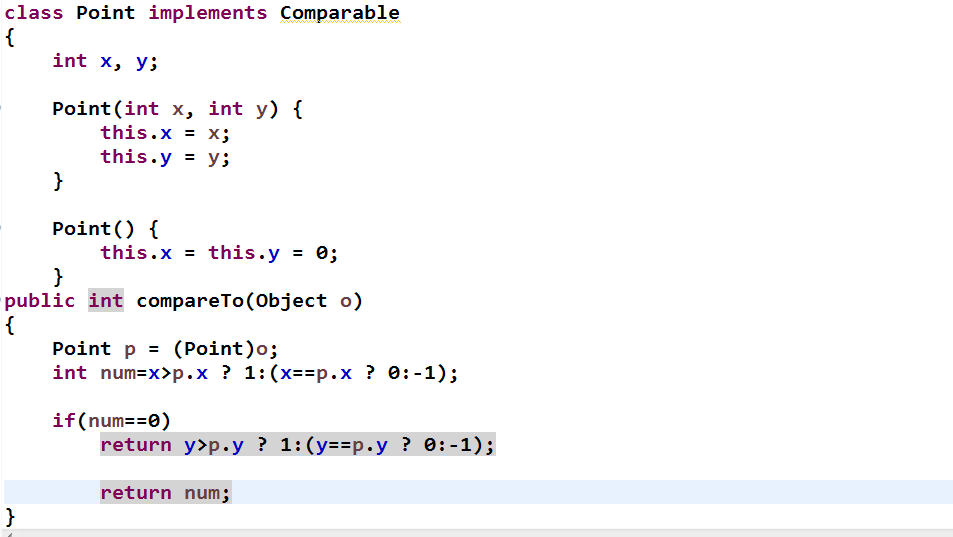 class Point implements Comparable
{
    int x, y;

    Point(int x, int y) {
        this.x = x;
        this.y = y;
    }

    Point() {
        this.x = this.y = 0;
    }
public int compareTo(Object o)
{
    Point p = (Point)o;
    int num=x>p.x ? 1:(x==p.x ? 0:-1);

    if(num==0)
        return y>p.y ? 1:(y==p.y ? 0:-1);

        return num;
}